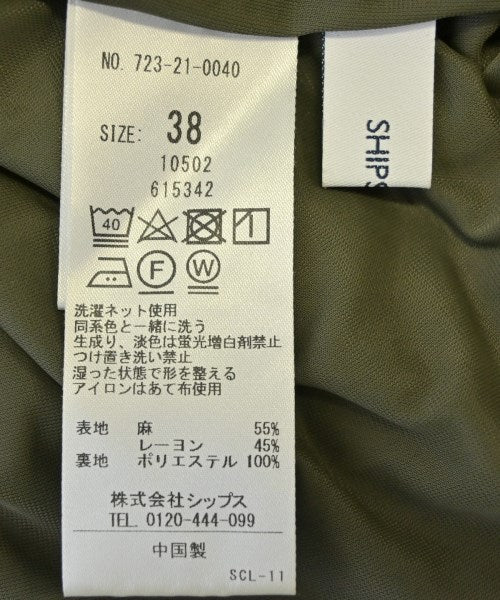 NO. 723-21-0040
SIZE: 38
10502
615342
40
F W
洗濯ネット使用
同系色と一緒に洗う
生成り、淡色は蛍光増白剤禁止
つけ置き洗い禁止
湿った状態で形を整える
アイロンはあて布使用
表地 麻 55%
レーヨン 45%
裏地 ポリエステル 100%
株式会社シップス
TEL. 0120-444-099
中国製
SCL-11
SHIPS